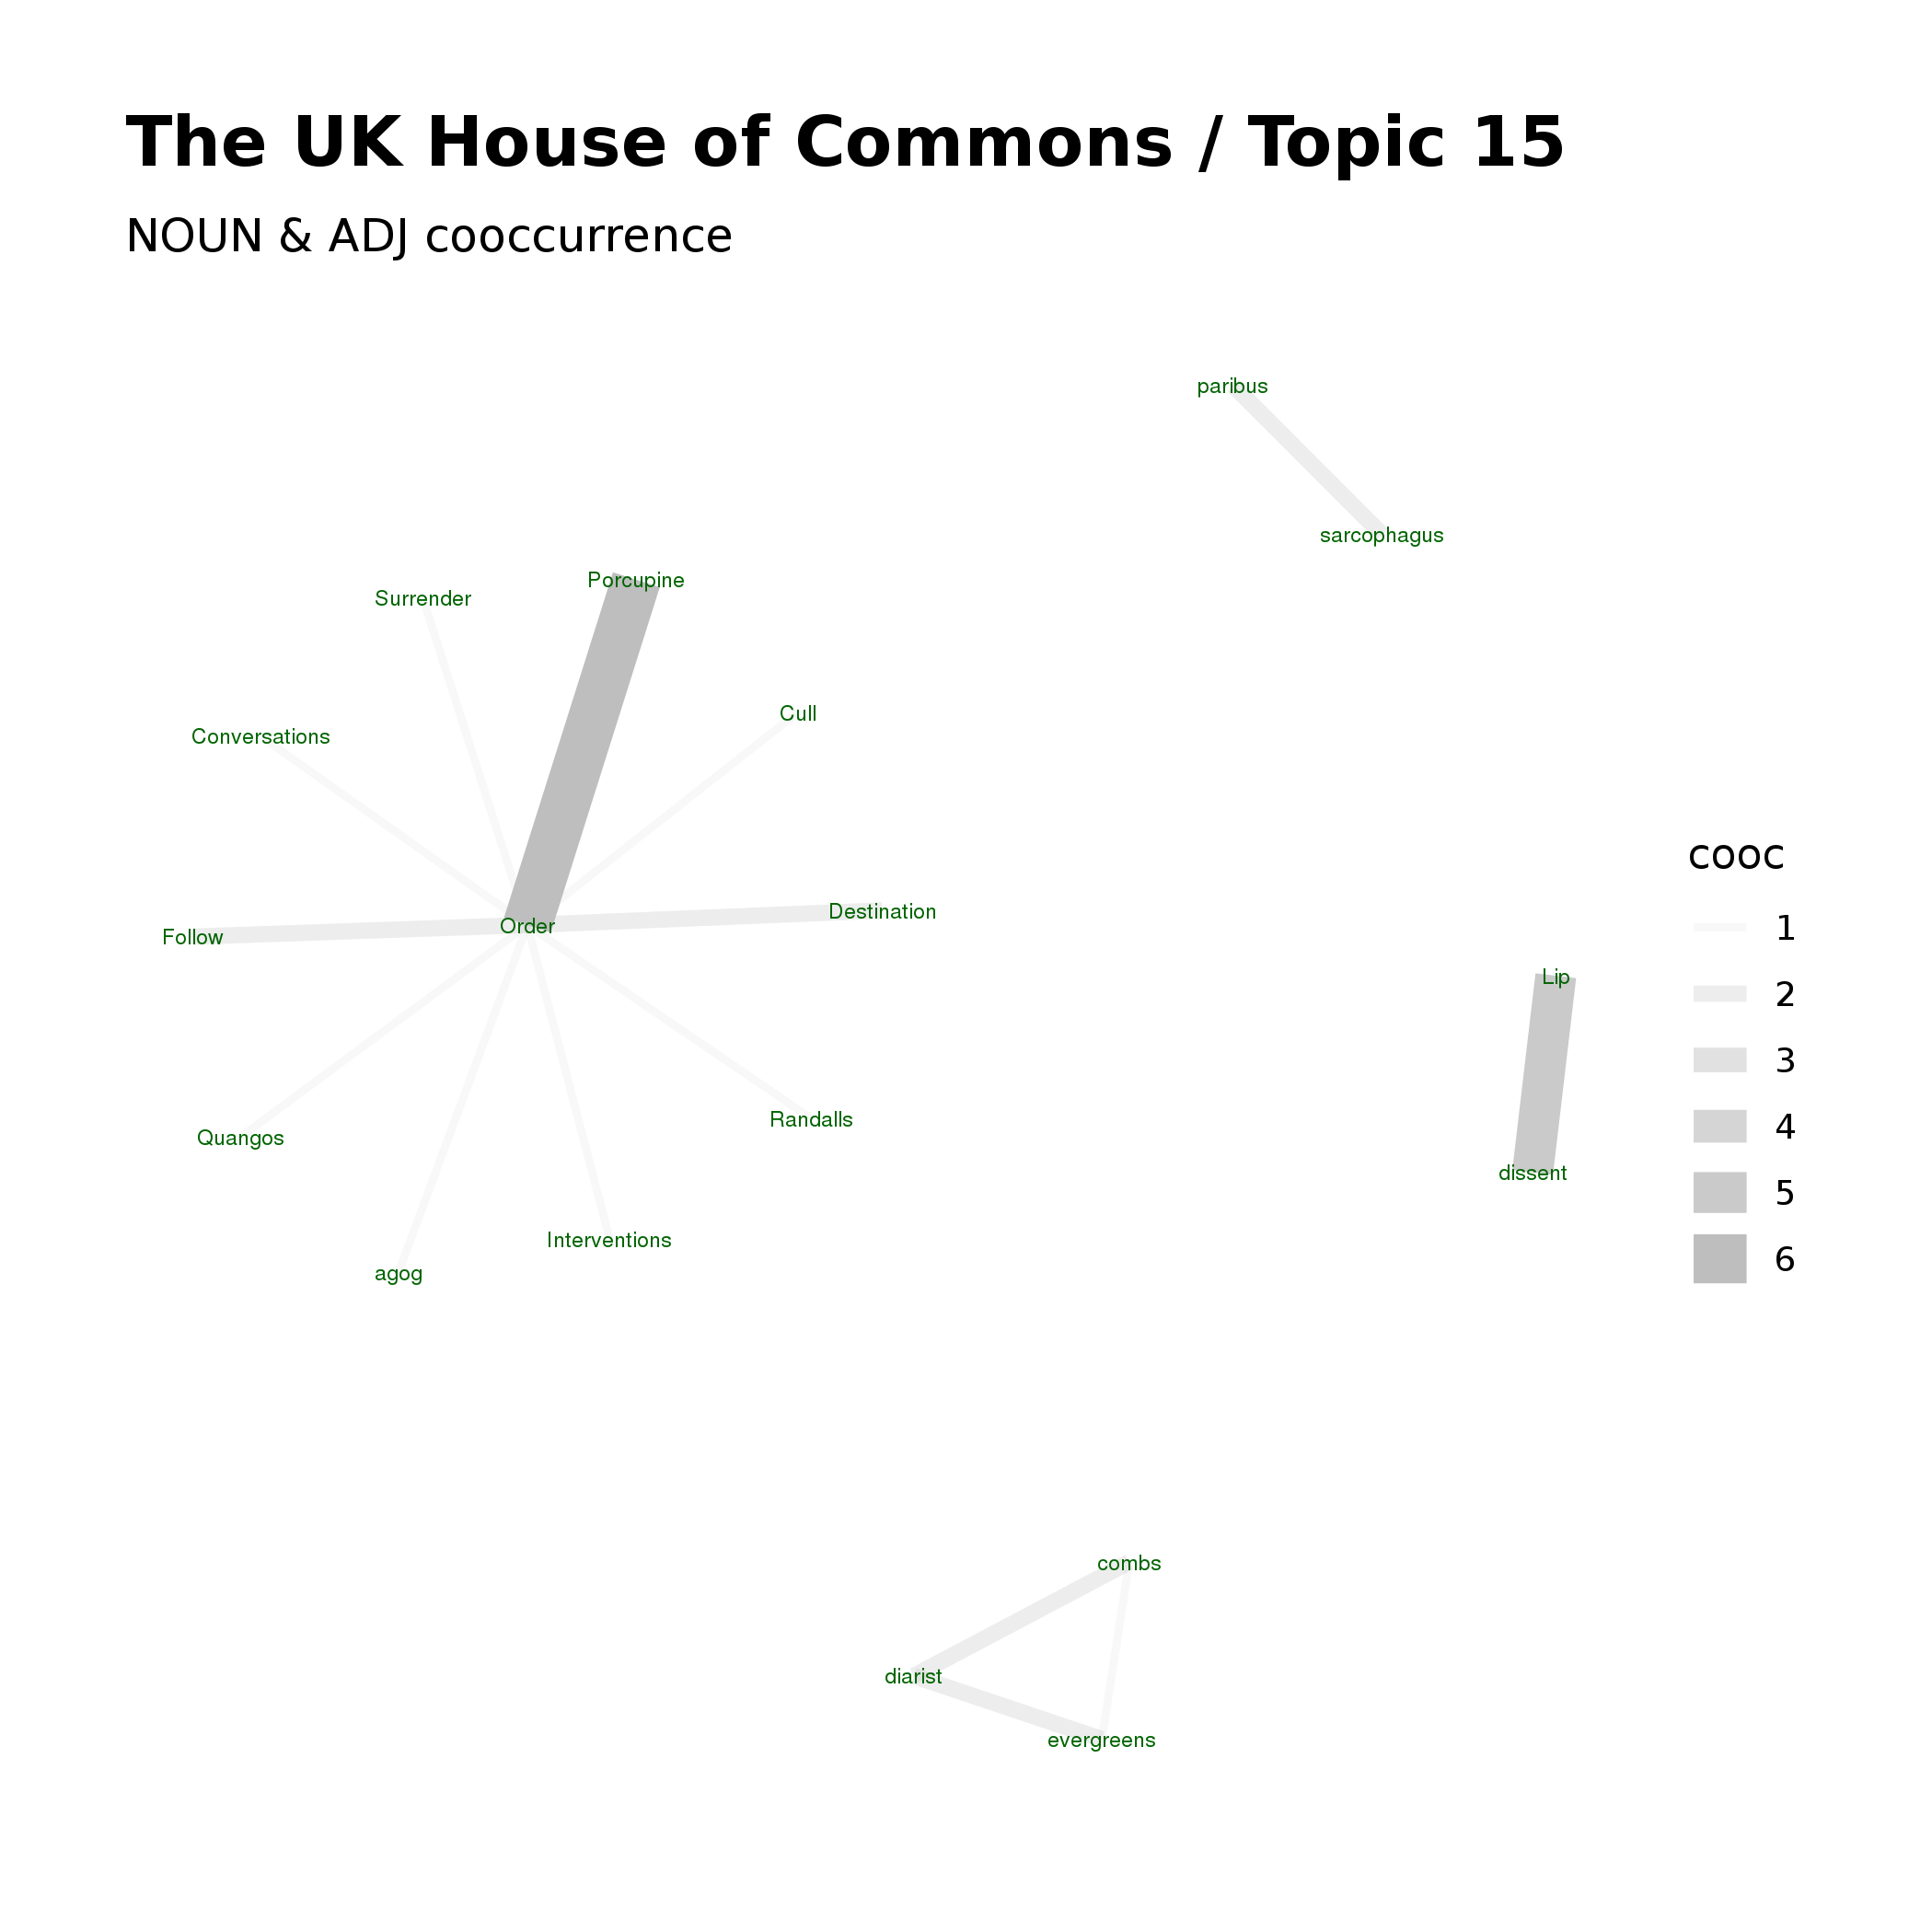 The UK House of Commons / Topic 15
NOUN & ADJ cooccurrence
paribus
sarcophagus
Porcupine
Surrender
Cull
Conversations
Destination
Order
Follow
Randalls
Quangos
Interventions
agog
Lip
dissent
combs
diarist
evergreens
cooc
1
2
3
4
5
6